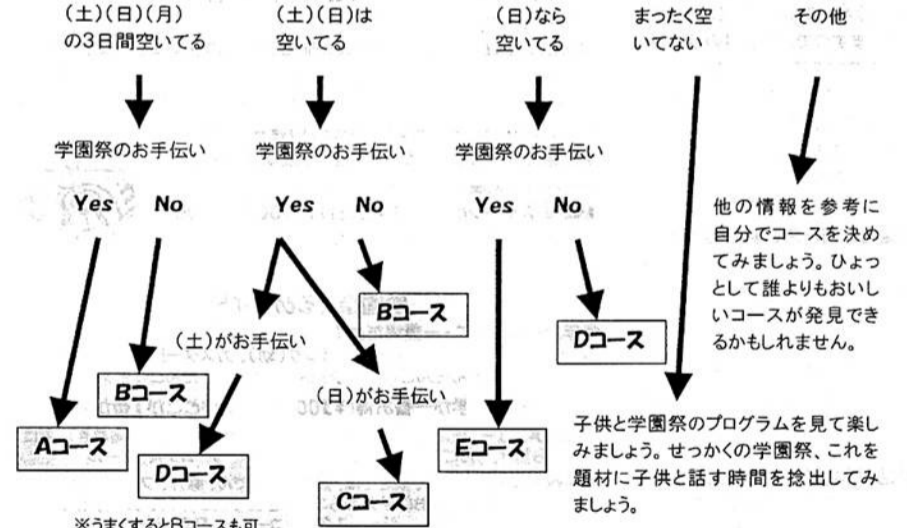 (土)(日)(月)
の3日間空いてる
(土)(日)は
空いてる
(日)なら
空いてる
まったく空
いてない
その他
学園祭のお手伝い
学園祭のお手伝い
学園祭のお手伝い
Yes No
Yes No
Yes No
他の情報を参考に
自分でコースを決め
てみましょう。ひょっ
として誰よりもおいし
いコースが発見でき
るかもしれません。
Bコース
(土)がお手伝い
Dコース
Bコース
(日)がお手伝い
Aコース
Dコース
Cコース
Eコース
子供と学園祭のプログラムを見て楽し
みましょう。せっかくの学園祭、これを
題材に子供と話す時間を捻出してみ
ましょう。
※うまくするとBコースも可